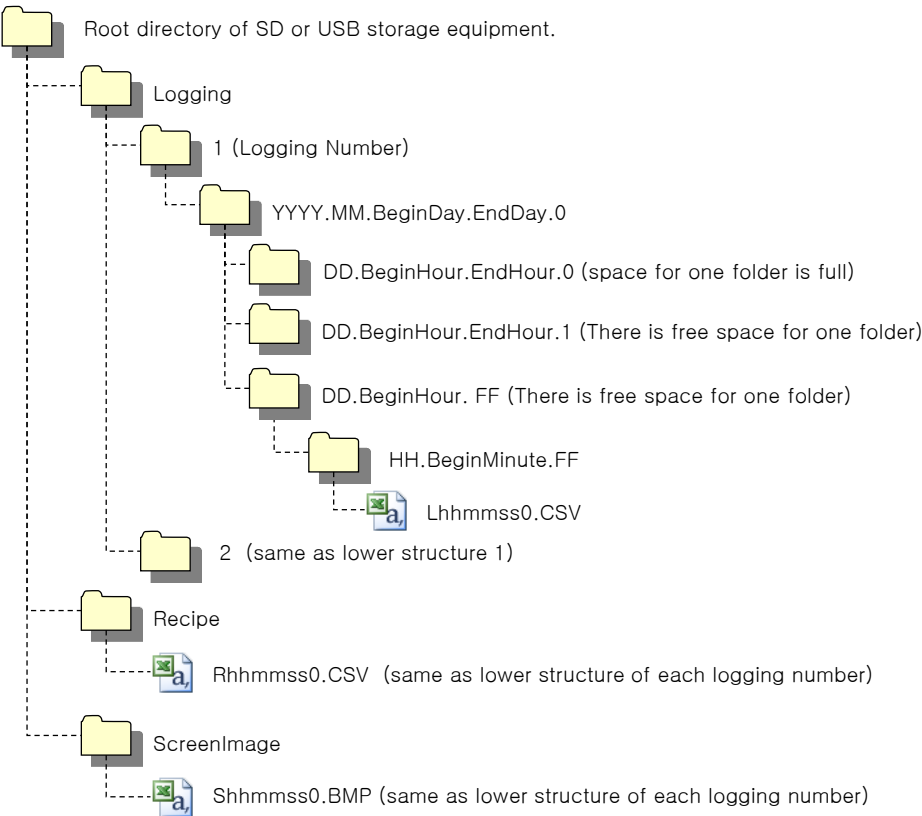 Root directory of SD or USB storage equipment.
Logging
1 (Logging Number)
YYYY.MM.BeginDay.EndDay.0
DD.BeginHour.EndHour.0 (space for one folder is full)
DD.BeginHour.EndHour.1 (There is free space for one folder)
DD.BeginHour. FF (There is free space for one folder)
HH.BeginMinute.FF
Lhhmmss0.CSV
2 (same as lower structure 1)
Recipe
Rhhmmss0.CSV (same as lower structure of each logging number)
ScreenImage
Shhmmss0.BMP (same as lower structure of each logging number)